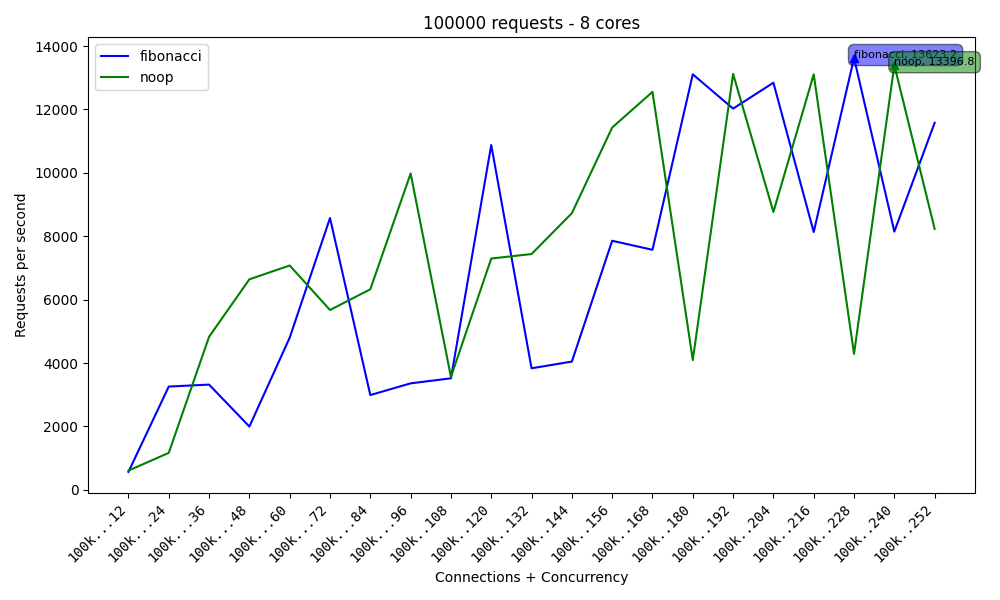 100000 requests - 8 cores
fibonacci
noop
fibonacci, 13623.2
noop, 13396.8
Requests per second
14000
12000
10000
8000
6000
4000
2000
0
100k...12
100k...24
100k...36
100k...48
100k...60
100k...72
100k...84
100k...96
100k..108
100k..120
100k..132
100k..144
100k..156
100k..168
100k..180
100k..192
100k..204
100k..216
100k..228
100k..240
100k..252
Connections + Concurrency